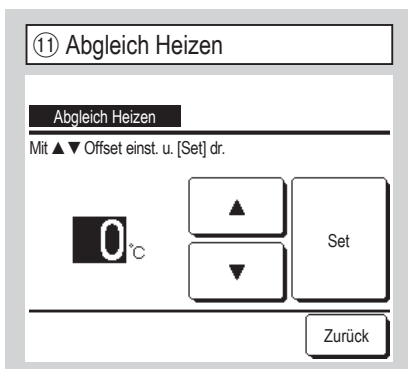 ⑪ Abgleich Heizen
Abgleich Heizen
Mit ▲▼ Offset einst. u. [Set] dr.
▲
0°C
Set
▼
Zurück